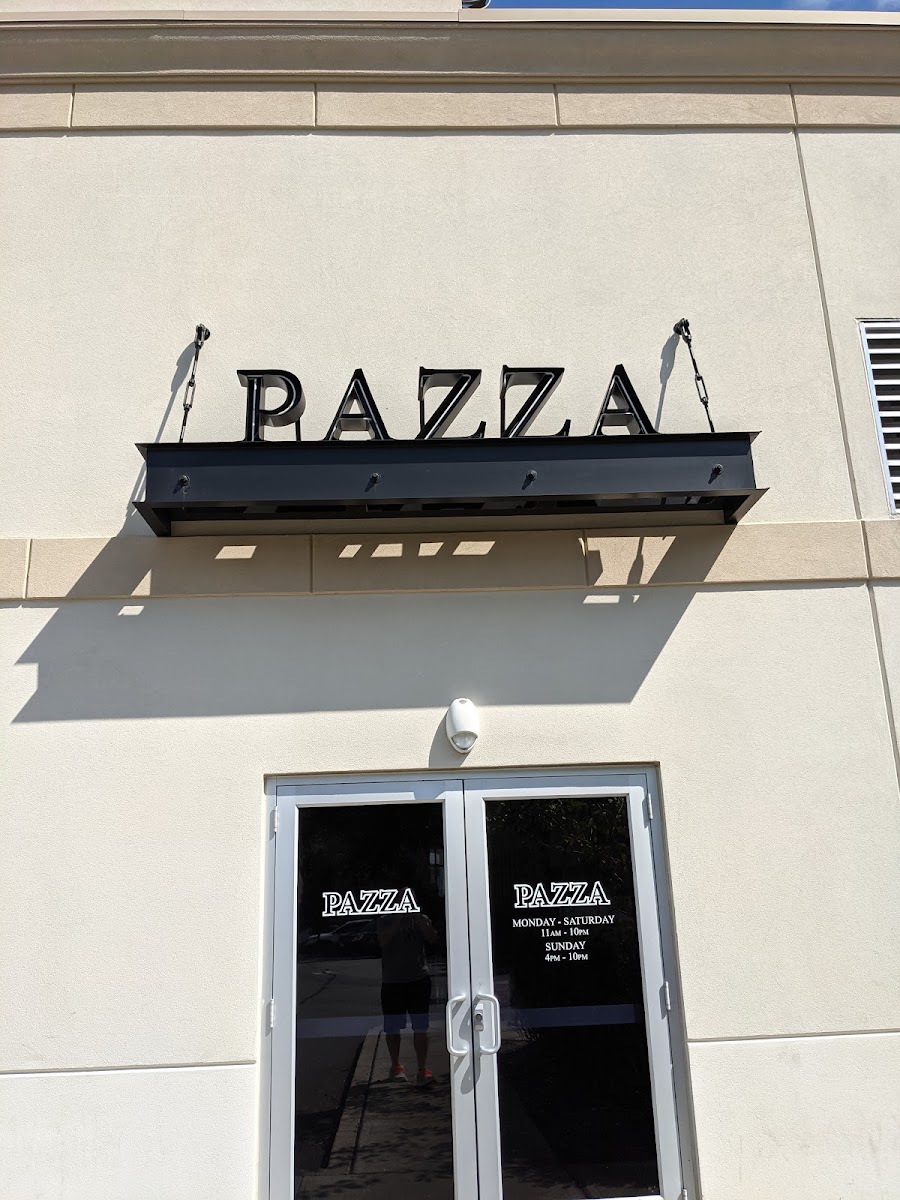 PAZZA
PAZZA
PAZZA
MONDAY - SATURDAY
11AM - 10PM
SUNDAY
4PM - 10PM